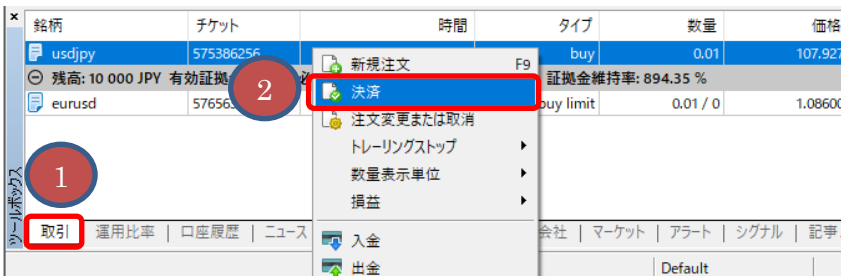 × 銘柄 チケット 時間 タイプ 数量 価格
usdjpy 575386256 buy 0.01 107.927
残高: 10 000 JPY 有効証拠 証拠金維持率: 894.35 %
eurusd 57656 buy limit 0.01 / 0 1.0860
新規注文 F9
2
決済
注文変更または取消
トレーリングストップ
数量表示単位
損益
入金
出金
1
ツールボックス
取引 運用比率 | 口座履歴 | ニュース 会社 | マーケット | アラート | シグナル | 記事
Default